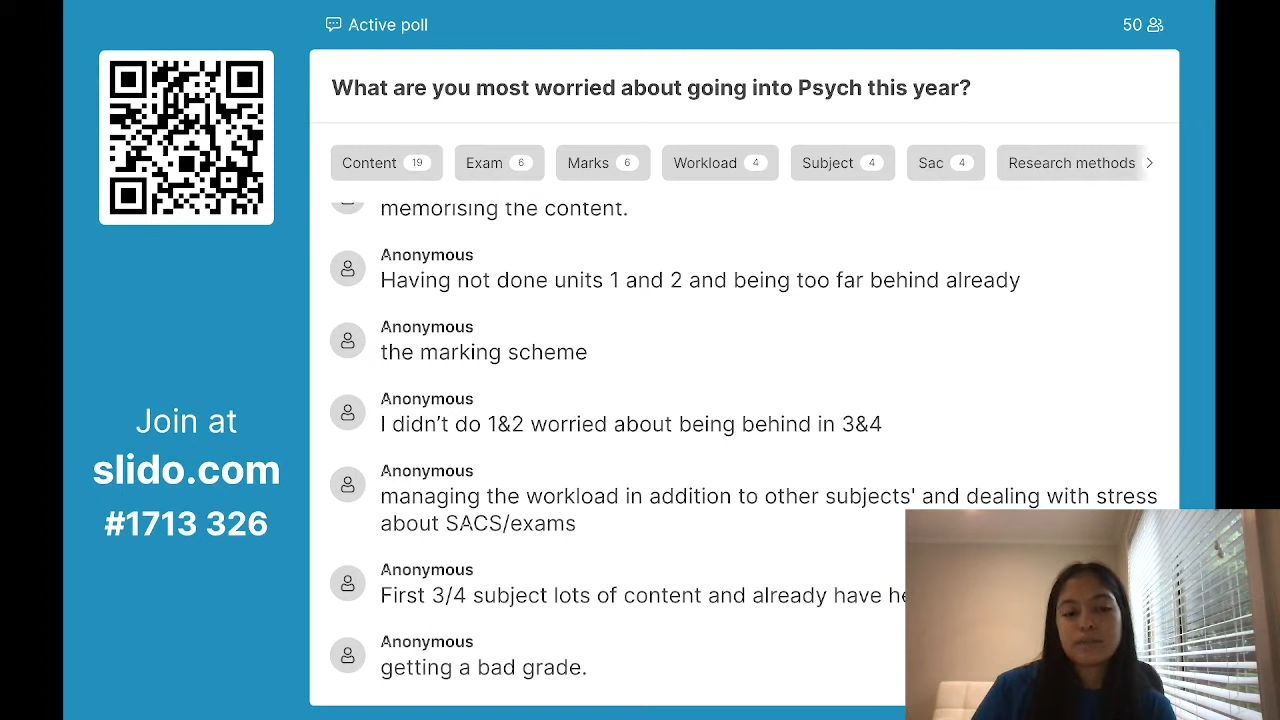 Active poll
50
What are you most worried about going into Psych this year?
Content 19 Exam 6 Marks 6 Workload 4 Subject 4 Sac 4 Research methods
memorising the content.
Anonymous
Having not done units 1 and 2 and being too far behind already
Anonymous
the marking scheme
Anonymous
I didn't do 1&2 worried about being behind in 3&4
Anonymous
managing the workload in addition to other subjects' and dealing with stress
about SACS/exams
Anonymous
First 3/4 subject lots of content and already have
Anonymous
getting a bad grade.
Join at
slido.com
#1713 326